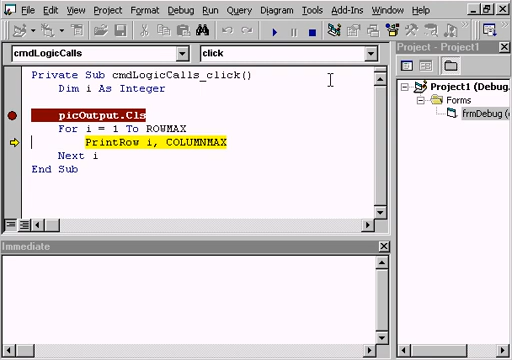 File Edit View Project Format Debug Run Query Diagram Tools Add-Ins Window Help
cmdLogicCalls click
Private Sub cmdLogicCalls_click()
Dim i As Integer
picOutput.Cls
For i = 1 To ROWMAX
PrintRow i, COLUMNMAX
Next i
End Sub
Immediate
Project - Project1
Project1 (Debug.
Forms
frmDebug (